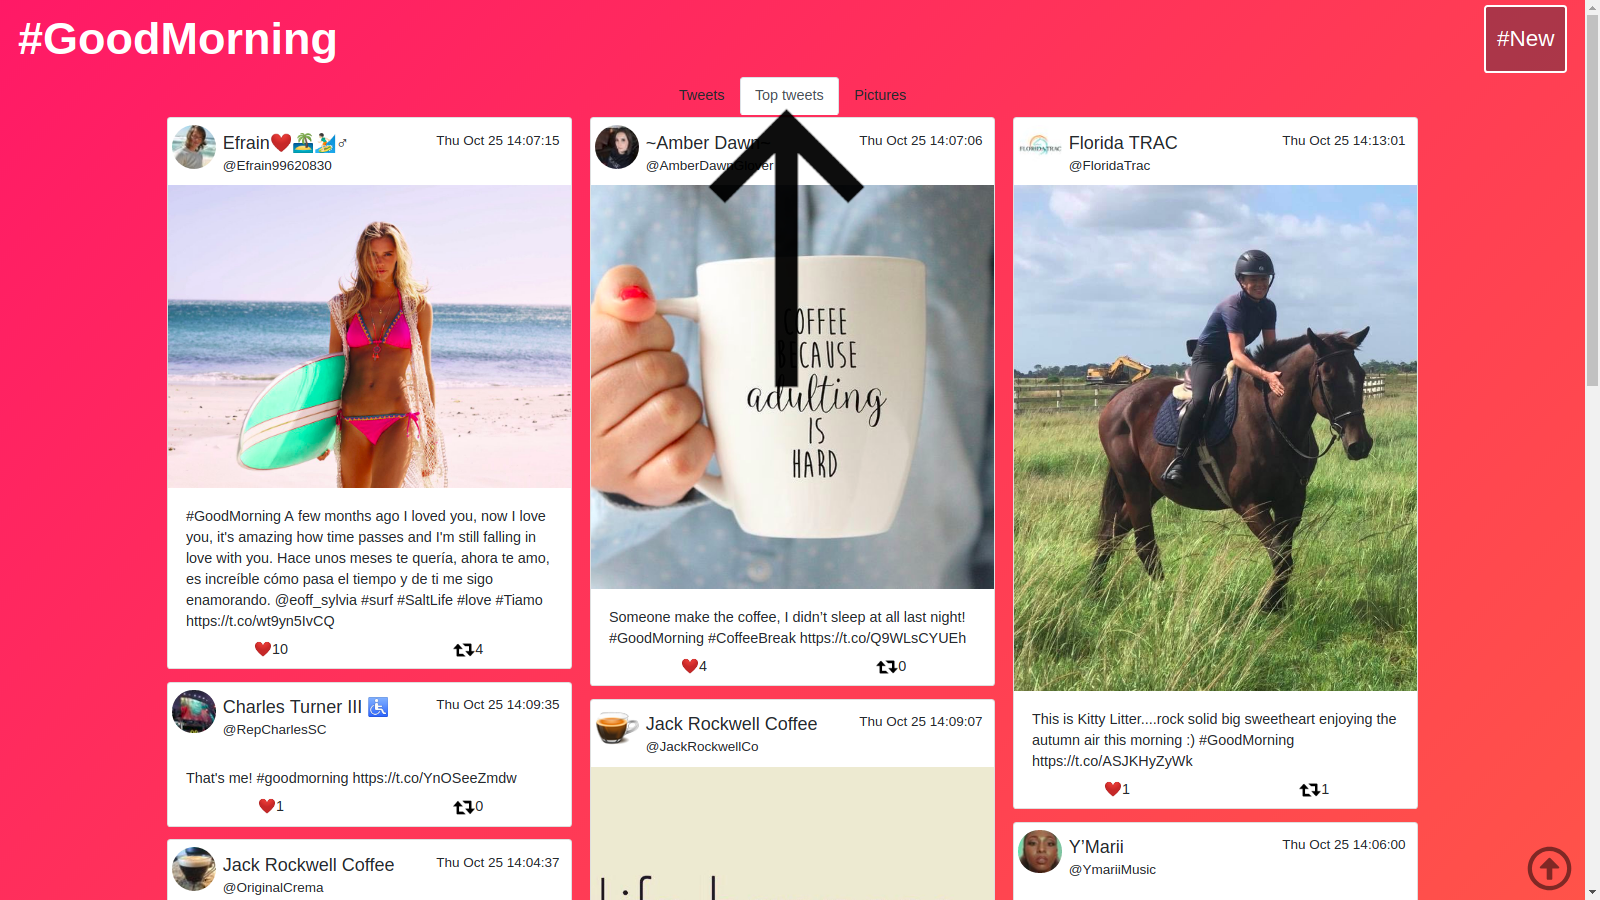 #GoodMorning
#New
Tweets
Top tweets
Pictures
Efrain❤️🏝🏄♂
Thu Oct 25 14:07:15
@Efrain99620830
#GoodMorning A few months ago I loved you, now I love
you, it's amazing how time passes and I'm still falling in
love with you. Hace unos meses te quería, ahora te amo,
es increíble cómo pasa el tiempo y de ti me sigo
enamorando. @eoff_sylvia #surf #SaltLife #love #Tiamo
https://t.co/wt9yn5IvCQ
❤️10
4
Charles Turner III ♿
Thu Oct 25 14:09:35
@RepCharlesSC
That's me! #goodmorning https://t.co/YnOSeeZmdw
❤️1
0
Jack Rockwell Coffee
Thu Oct 25 14:04:37
@OriginalCrema
~Amber Dawn~
Thu Oct 25 14:07:06
@AmberDawnGlover
COFFEE
BECAUSE
adulting
IS
HARD
Someone make the coffee, I didn’t sleep at all last night!
#GoodMorning #CoffeeBreak https://t.co/Q9WLsCYUEh
❤️4
0
Jack Rockwell Coffee
Thu Oct 25 14:09:07
@JackRockwellCo
Florida TRAC
Thu Oct 25 14:13:01
@FloridaTrac
FLORIDA TRAC
This is Kitty Litter....rock solid big sweetheart enjoying the
autumn air this morning :) #GoodMorning
https://t.co/ASJKHyZyWk
❤️1
1
Y’Marii
Thu Oct 25 14:06:00
@YmariiMusic